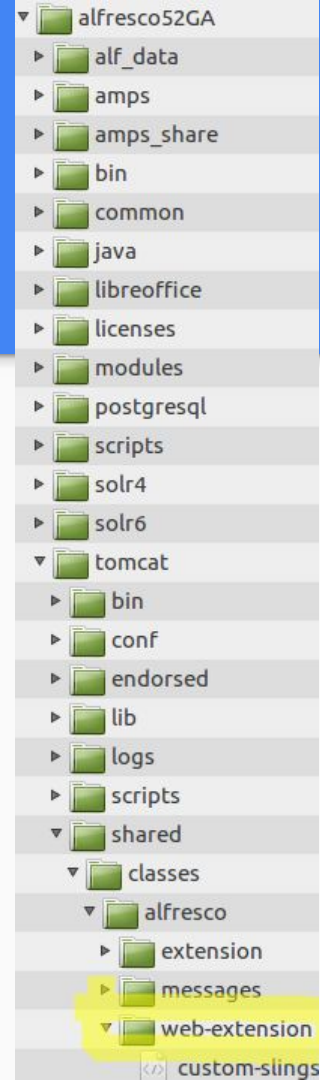 alfresco52GA
alf_data
amps
amps_share
bin
common
java
libreoffice
licenses
modules
postgresql
scripts
solr4
solr6
tomcat
bin
conf
endorsed
lib
logs
scripts
shared
classes
alfresco
extension
messages
web-extension
custom-slings